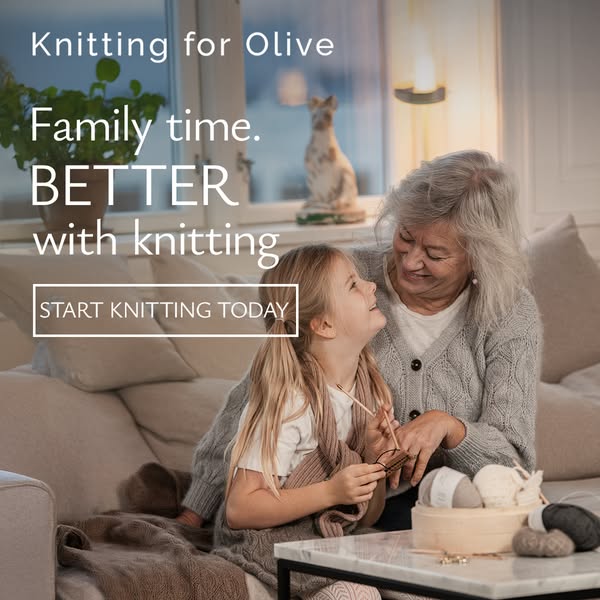 Knitting for Olive
Family time.
BETTER
with knitting
START KNITTING TODAY